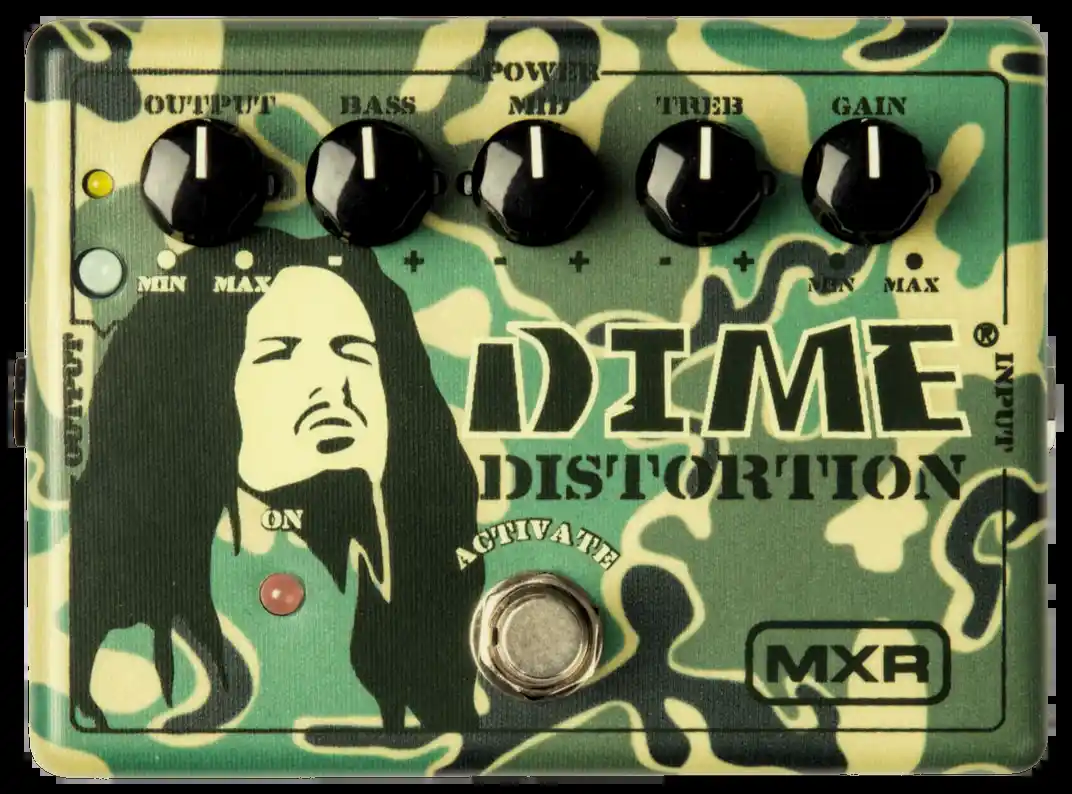 POWER
OUTPUT BASS MID TREB GAIN
MIN MAX - + - + - + MIN MAX
OUTPUT
DIME®
INPUT
DISTORTION
ON
ACTIVATE
MXR